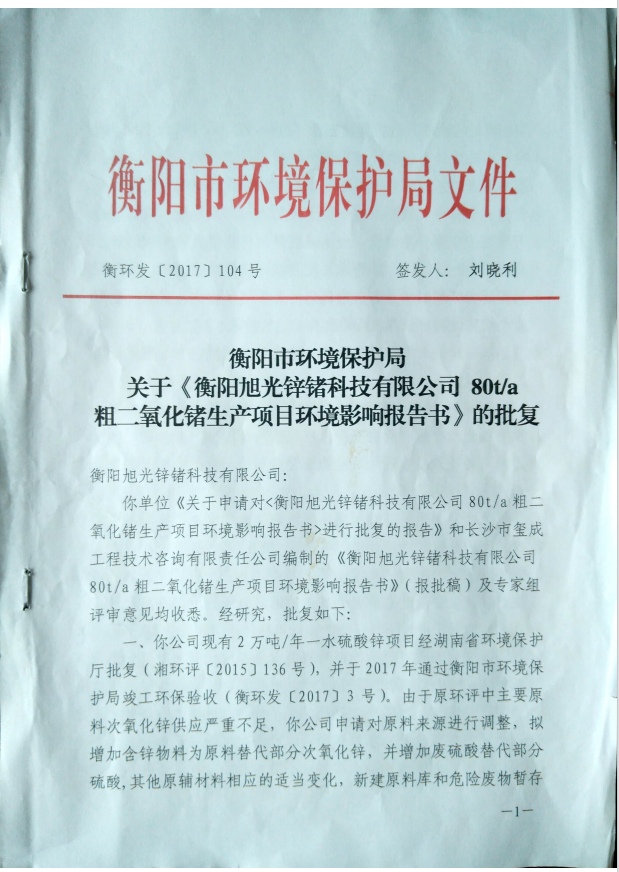 衡阳市环境保护局文件
衡环发〔2017〕104号 签发人： 刘晓利
衡阳市环境保护局
关于《衡阳旭光锌锗科技有限公司 80t/a
粗二氧化锗生产项目环境影响报告书》的批复
衡阳旭光锌锗科技有限公司：
你单位《关于申请对<衡阳旭光锌锗科技有限公司80t/a粗二
氧化锗生产项目环境影响报告书>进行批复的报告》和长沙市玺成
工程技术咨询有限责任公司编制的《衡阳旭光锌锗科技有限公司
80t/a粗二氧化锗生产项目环境影响报告书》（报批稿）及专家组
评审意见均收悉。经研究，批复如下：
一、你公司现有2万吨/年一水硫酸锌项目经湖南省环境保护
厅批复（湘环评〔2015〕136号），并于2017年通过衡阳市环境保
护局竣工环保验收（衡环发〔2017〕3号）。由于原环评中主要原
料次氧化锌供应严重不足，你公司申请对原料来源进行调整，拟
增加含锌物料为原料替代部分次氧化锌，并增加废硫酸替代部分
硫酸,其他原辅材料相应的适当变化，新建原料库和危险废物暂存
—1—